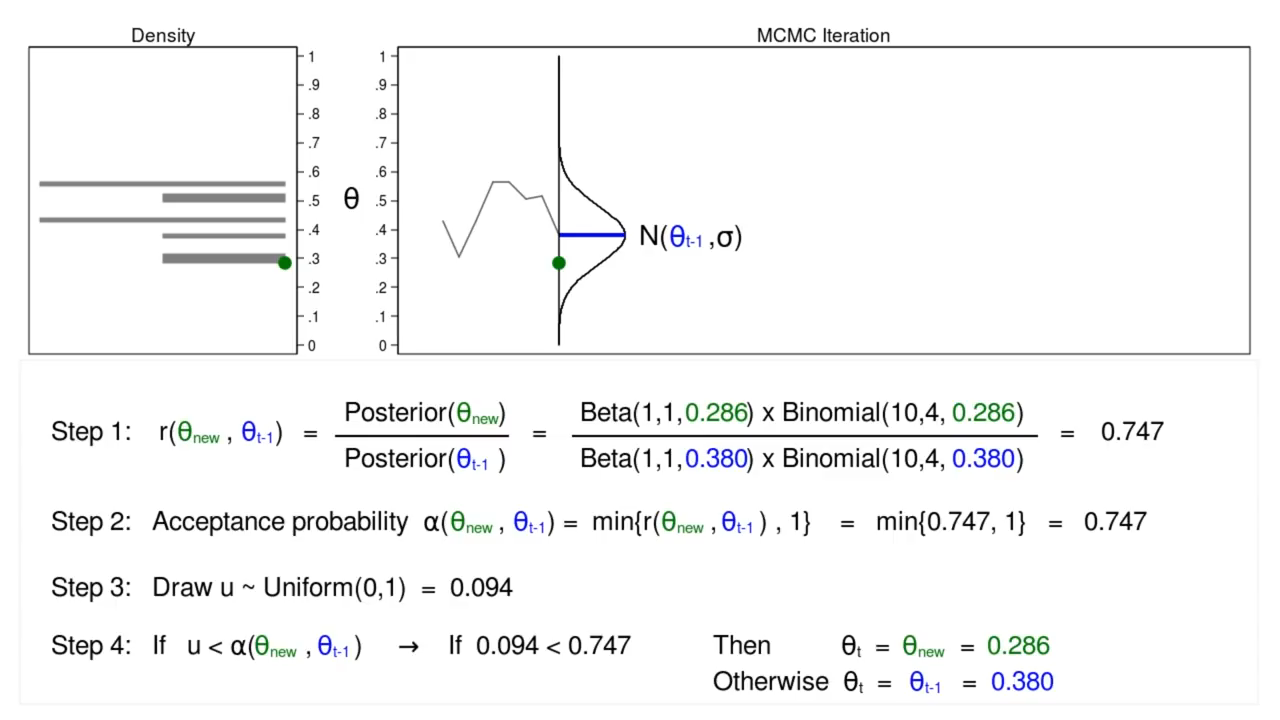 Density
MCMC Iteration
1
.9
.8
.7
.6
.5
.4
.3
.2
.1
0
θ
1
.9
.8
.7
.6
.5
.4
.3
.2
.1
0
N(θt-1 ,σ)
Step 1: r(θnew , θt-1) = Posterior(θnew) / Posterior(θt-1 ) = Beta(1,1,0.286) x Binomial(10,4, 0.286) / Beta(1,1,0.380) x Binomial(10,4, 0.380) = 0.747
Step 2: Acceptance probability α(θnew , θt-1) = min{r(θnew ,θt-1) , 1} = min{0.747, 1} = 0.747
Step 3: Draw u ~ Uniform(0,1) = 0.094
Step 4: If u < α(θnew , θt-1) → If 0.094 < 0.747 Then θt = θnew = 0.286
Otherwise θt = θt-1 = 0.380